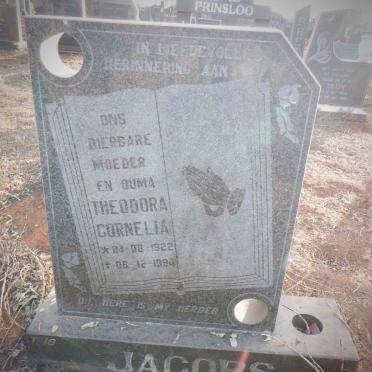 PRINSLOO
IN LIEFDEVOLLE
HERINNERING AAN
ONS
DIERBARE
MOEDER
EN OUMA
THEODORA
CORNELIA
* 04-08-1922
† 06-12-1994
DIE HERE IS MY HERDER
JACOBS